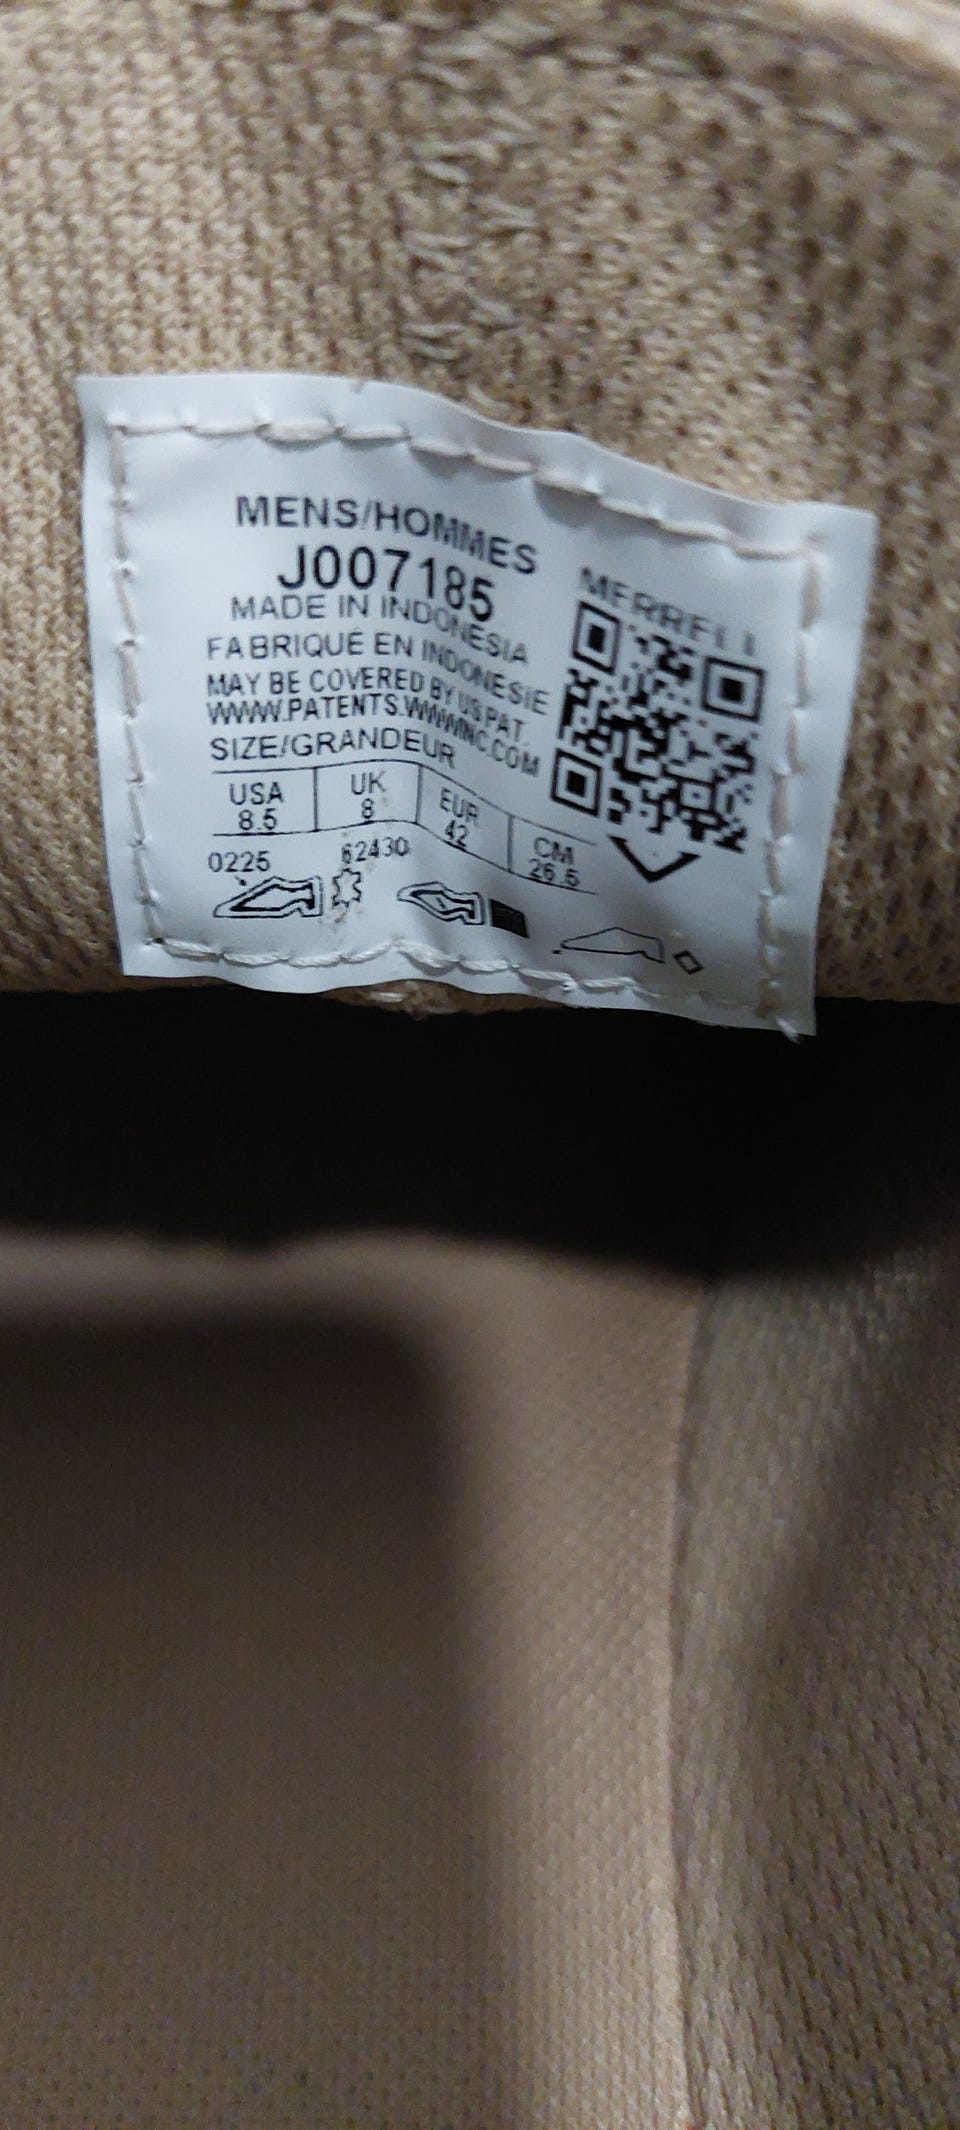 MENS/HOMMES
J007185
MADE IN INDONESIA
FABRIQUÉ EN INDONÉSIE
MAY BE COVERED BY US PAT.
WWW.PATENTS.WWWINC.COM
SIZE/GRANDEUR
USA UK EUR CM
8.5 8 42 26.5
0225 62430
MERRELL